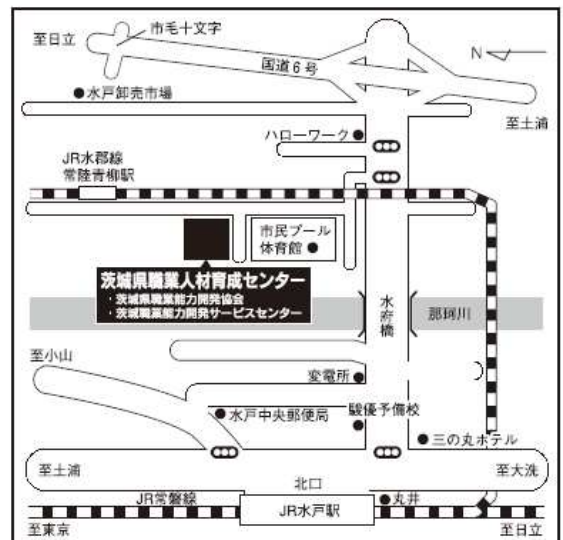 至日立
市毛十文字
国道6号
N
水戸卸売市場
至土浦
ハローワーク
JR水郡線
常陸青柳駅
市民プール
体育館
茨城県職業人材育成センター
・茨城県職業能力開発協会
・茨城職業能力開発サービスセンター
水府橋
那珂川
至小山
変電所
水戸中央郵便局
駿優予備校
三の丸ホテル
至土浦
北口
至大洗
JR常磐線
JR水戸駅
丸井
至東京
至日立